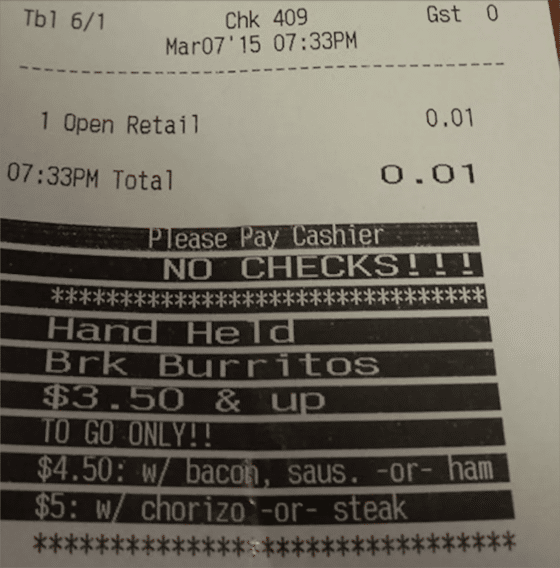 Tbl 6/1 Chk 409 Gst 0
Mar07'15 07:33PM
--------------------------------
1 Open Retail 0.01
07:33PM Total 0.01
Please Pay Cashier
NO CHECKS!!!
********************************
Hand Held
Brk Burritos
$3.50 & up
TO GO ONLY!!
$4.50: w/ bacon, saus. -or- ham
$5: w/ chorizo -or- steak
********************************